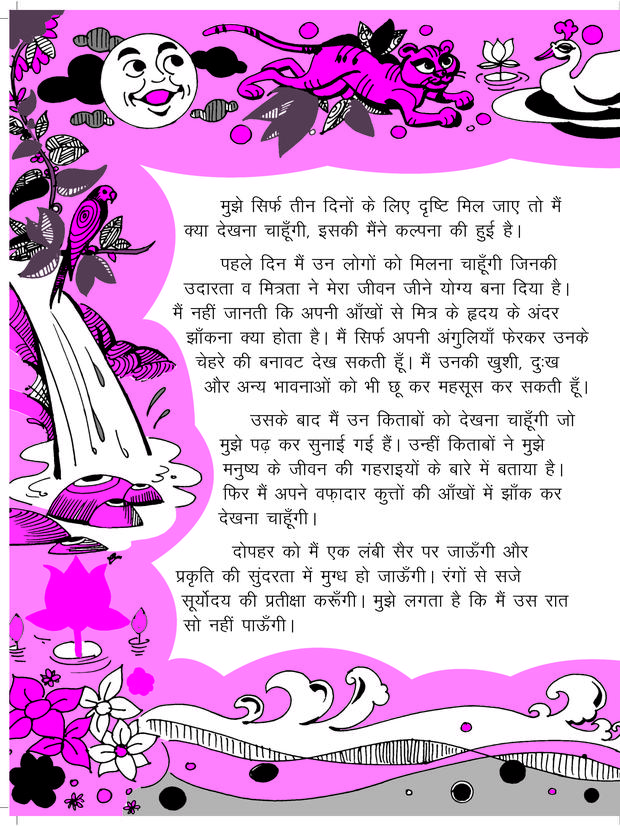 मुझे सिर्फ तीन दिनों के लिए दृष्टि मिल जाए तो मैं
क्या देखना चाहूँगी, इसकी मैंने कल्पना की हुई है।
पहले दिन मैं उन लोगों को मिलना चाहूँगी जिनकी
उदारता व मित्रता ने मेरा जीवन जीने योग्य बना दिया है।
मैं नहीं जानती कि अपनी आँखों से मित्र के हृदय के अंदर
झाँकना क्या होता है। मैं सिर्फ अपनी अंगुलियाँ फेरकर उनके
चेहरे की बनावट देख सकती हूँ। मैं उनकी खुशी, दुःख
और अन्य भावनाओं को भी छू कर महसूस कर सकती हूँ।
उसके बाद मैं उन किताबों को देखना चाहूँगी जो
मुझे पढ़ कर सुनाई गई हैं। उन्हीं किताबों ने मुझे
मनुष्य के जीवन की गहराइयों के बारे में बताया है।
फिर मैं अपने वफ़ादार कुत्तों की आँखों में झाँक कर
देखना चाहूँगी।
दोपहर को मैं एक लंबी सैर पर जाऊँगी और
प्रकृति की सुंदरता में मुग्ध हो जाऊँगी। रंगों से सजे
सूर्योदय की प्रतीक्षा करूँगी। मुझे लगता है कि मैं उस रात
सो नहीं पाऊँगी।